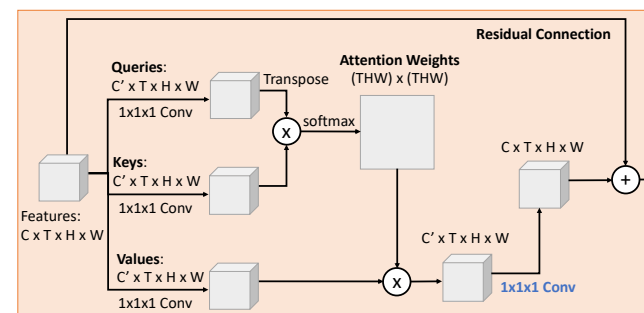 Residual Connection
Attention Weights
(THW) x (THW)
Queries:
C' x T x H x W
1x1x1 Conv
Transpose
X
softmax
Keys:
C' x T x H x W
1x1x1 Conv
Features:
C x T x H x W
Values:
C' x T x H x W
1x1x1 Conv
X
C' x T x H x W
1x1x1 Conv
C x T x H x W
+